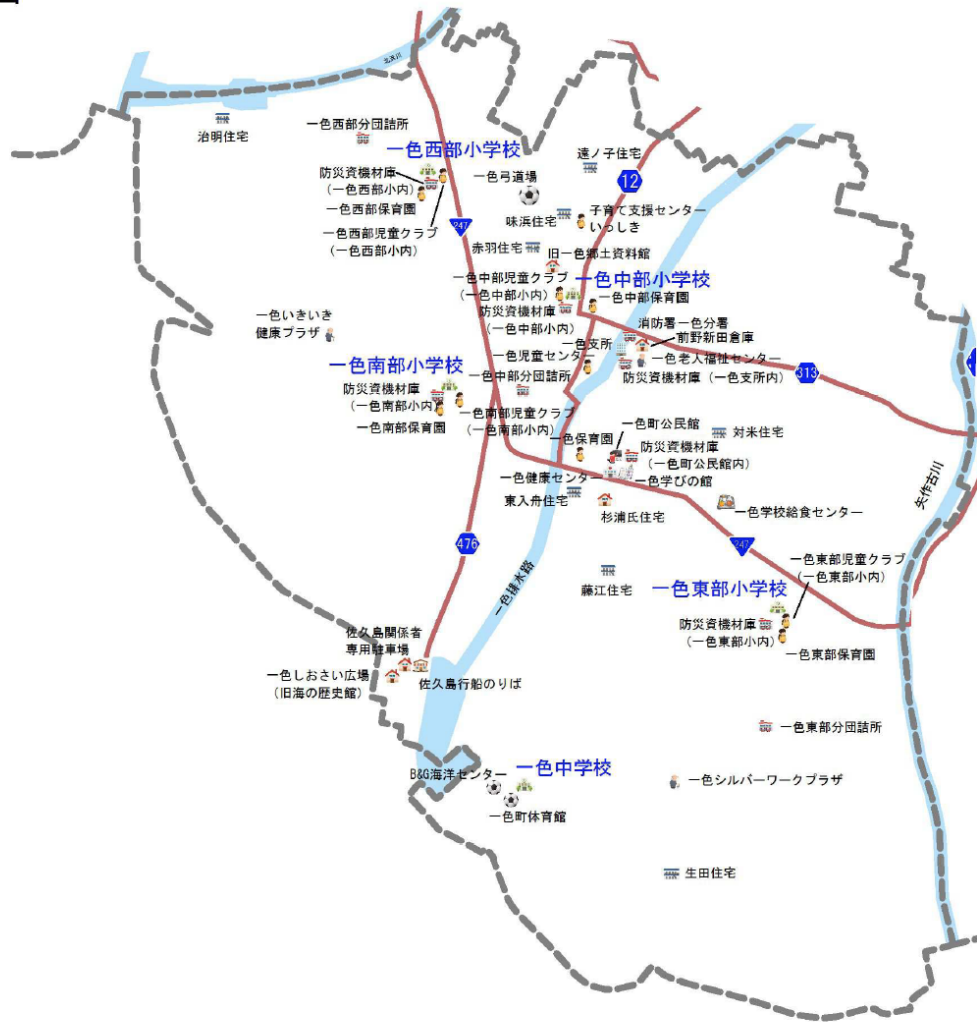 北浜川
治明住宅
一色西部分団詰所
一色西部小学校
防災資機材庫
(一色西部小内)
一色西部保育園
一色西部児童クラブ
(一色西部小内)
247
一色弓道場
遠ノ子住宅
12
味浜住宅
子育て支援センター
いっしき
赤羽住宅
旧一色郷土資料館
一色中部児童クラブ
(一色中部小内)
一色中部小学校
防災資機材庫
(一色中部小内)
一色中部保育園
消防署一色分署
一色支所
前野新田倉庫
一色老人福祉センター
防災資機材庫(一色支所内)
313
一色いきいき
健康プラザ
一色児童センター
一色南部小学校
一色中部分団詰所
防災資機材庫
(一色南部小内)
一色南部児童クラブ
(一色南部小内)
一色南部保育園
一色保育園
一色町公民館
対米住宅
防災資機材庫
(一色町公民館内)
一色健康センター
一色学びの館
東入舟住宅
杉浦氏住宅
一色学校給食センター
矢作古川
476
247
一色排水路
藤江住宅
一色東部児童クラブ
(一色東部小内)
一色東部小学校
防災資機材庫
(一色東部小内)
一色東部保育園
佐久島関係者
専用駐車場
一色しおさい広場
(旧海の歴史館)
佐久島行船のりば
一色東部分団詰所
B&G海洋センター
一色中学校
一色町体育館
一色シルバーワークプラザ
生田住宅